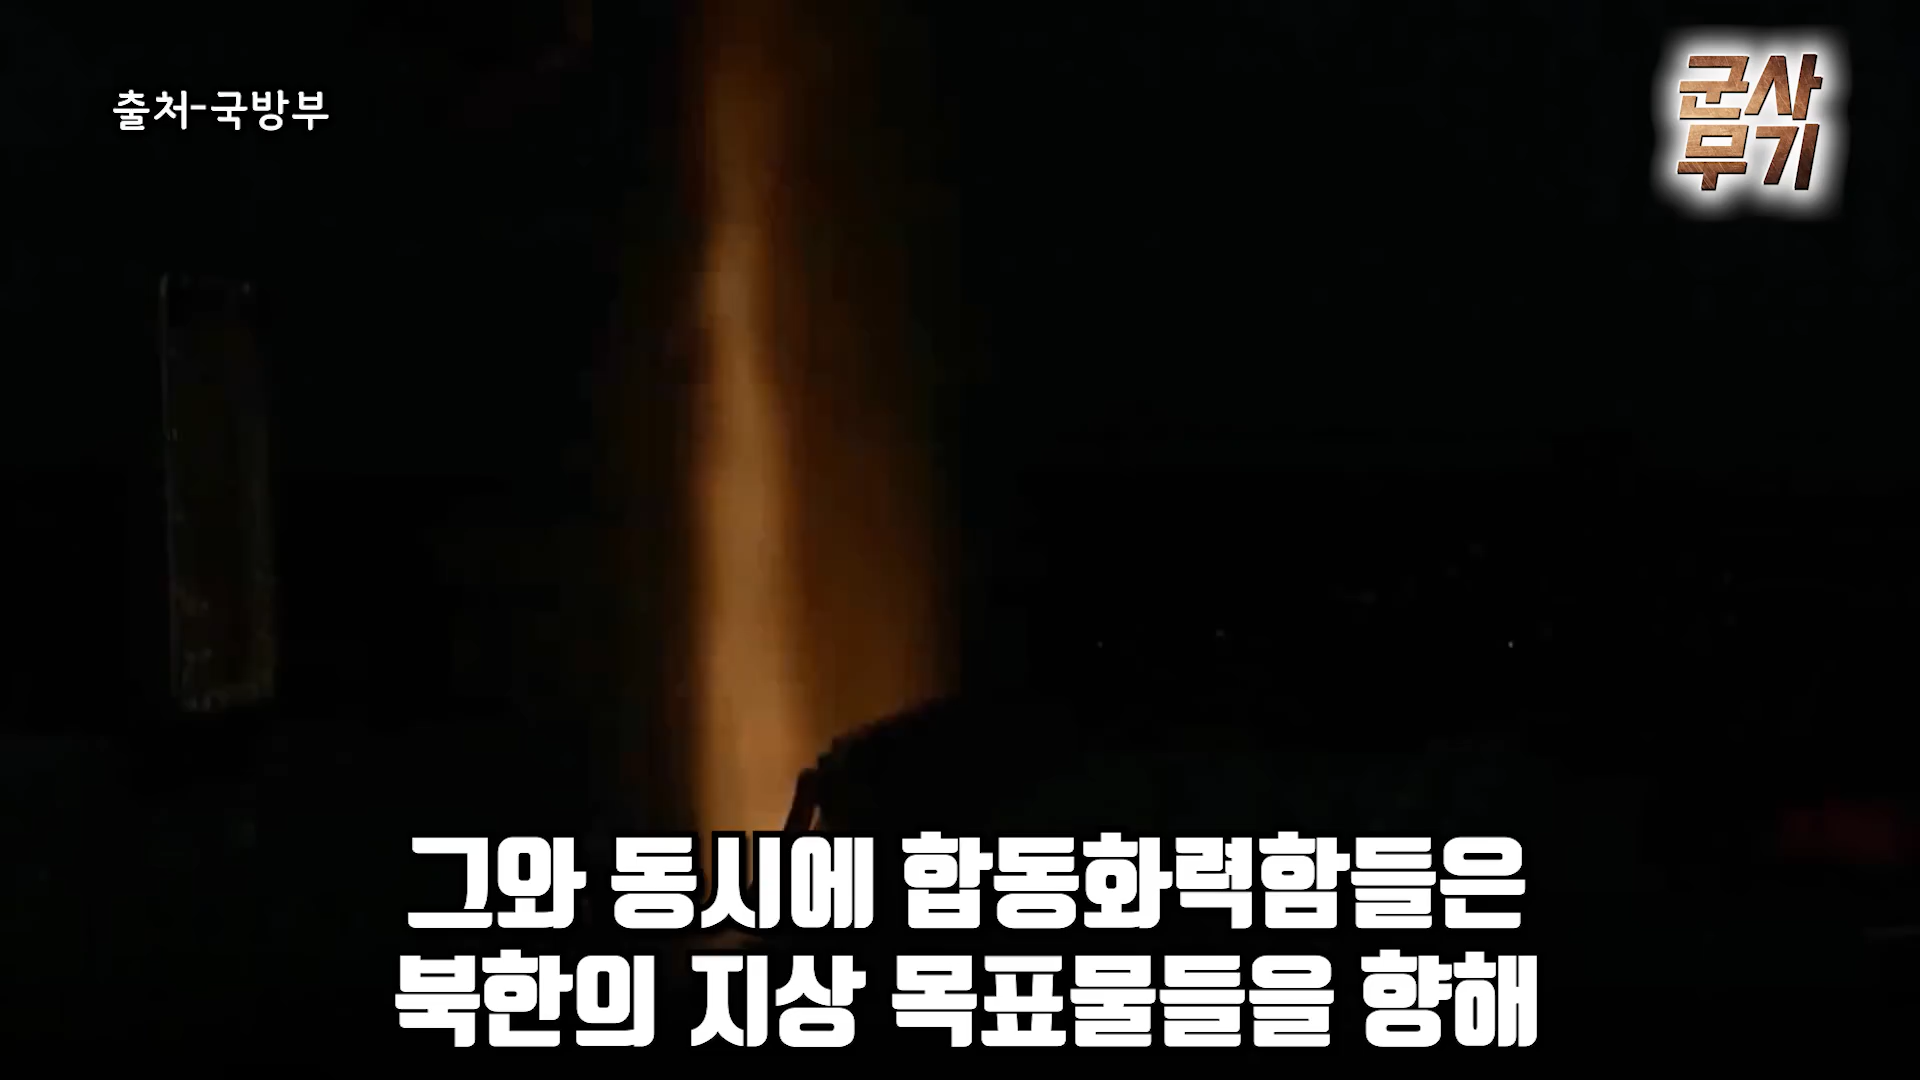 출처-국방부
군사
무기
그와 동시에 합동화력함들은
북한의 지상 목표물들을 향해